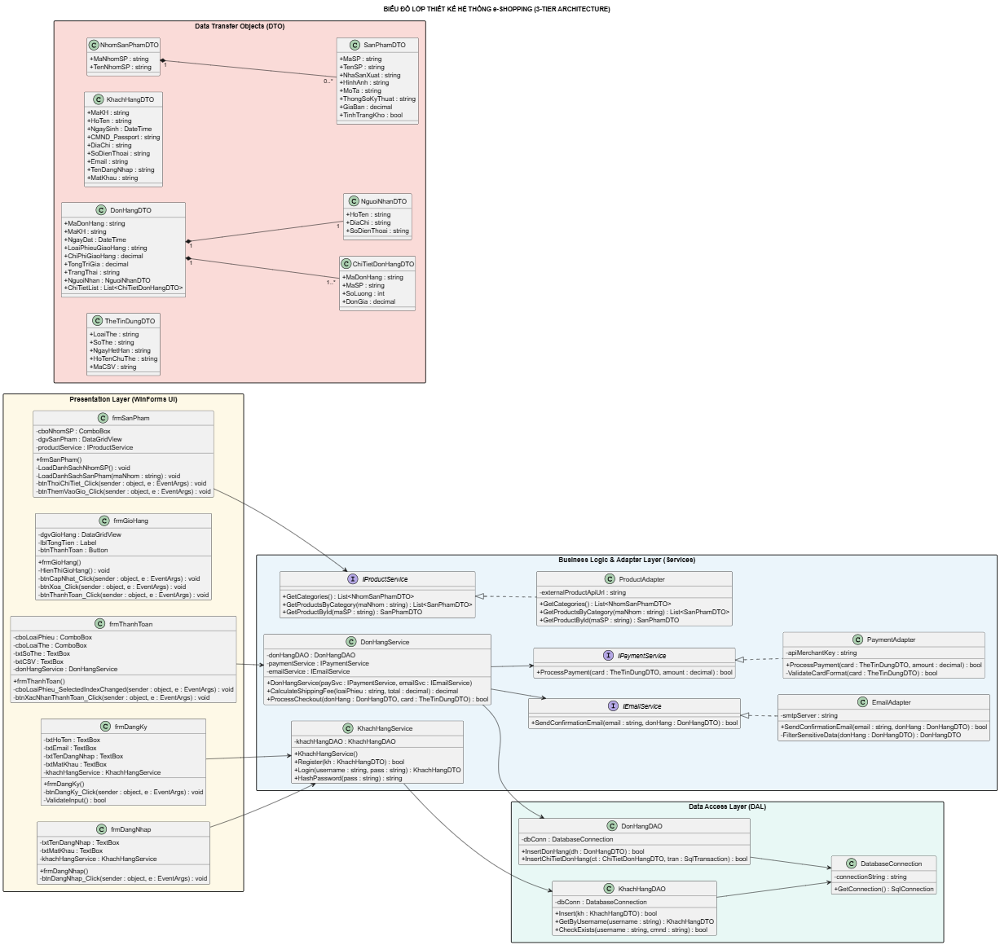 BIỂU ĐỒ LỚP THIẾT KẾ HỆ THỐNG e-SHOPPING (3-TIER ARCHITECTURE)
Data Transfer Objects (DTO)
C NhomSanPhamDTO
+MaNhomSP : string
+TenNhomSP : string
1
0..*
C SanPhamDTO
+MaSP : string
+TenSP : string
+NhaSanXuat : string
+HinhAnh : string
+MoTa : string
+ThongSoKyThuat : string
+GiaBan : decimal
+TinhTrangKho : bool
C KhachHangDTO
+MaKH : string
+HoTen : string
+NgaySinh : DateTime
+CMND_Passport : string
+DiaChi : string
+SoDienThoai : string
+Email : string
+TenDangNhap : string
+MatKhau : string
C DonHangDTO
+MaDonHang : string
+MaKH : string
+NgayDat : DateTime
+LoaiPhieuGiaoHang : string
+ChiPhiGiaoHang : decimal
+TongTriGia : decimal
+TrangThai : string
+NguoiNhan : NguoiNhanDTO
+ChiTietList : List<ChiTietDonHangDTO>
1
1
1
1..*
C NguoiNhanDTO
+HoTen : string
+DiaChi : string
+SoDienThoai : string
C ChiTietDonHangDTO
+MaDonHang : string
+MaSP : string
+SoLuong : int
+DonGia : decimal
C TheTinDungDTO
+LoaiThe : string
+SoThe : string
+NgayHetHan : string
+HoTenChuThe : string
+MaCSV : string
Presentation Layer (WinForms UI)
C frmSanPham
-cboNhomSP : ComboBox
-dgvSanPham : DataGridView
-productService : IProductService
+frmSanPham()
-LoadDanhSachNhomSP() : void
-LoadDanhSachSanPham(maNhom : string) : void
-btnThoiChiTiet_Click(sender : object, e : EventArgs) : void
-btnThemVaoGio_Click(sender : object, e : EventArgs) : void
C frmGioHang
-dgvGioHang : DataGridView
-lblTongTien : Label
-btnThanhToan : Button
+frmGioHang()
-HienThiGioHang() : void
-btnCapNhat_Click(sender : object, e : EventArgs) : void
-btnXoa_Click(sender : object, e : EventArgs) : void
-btnThanhToan_Click(sender : object, e : EventArgs) : void
C frmThanhToan
-cboLoaiPhieu : ComboBox
-cboLoaiThe : ComboBox
-txtSoThe : TextBox
-txtCSV : TextBox
-donHangService : DonHangService
+frmThanhToan()
-cboLoaiPhieu_SelectedIndexChanged(sender : object, e : EventArgs) : void
-btnXacNhanThanhToan_Click(sender : object, e : EventArgs) : void
C frmDangKy
-txtHoTen : TextBox
-txtEmail : TextBox
-txtTenDangNhap : TextBox
-txtMatKhau : TextBox
-khachHangService : KhachHangService
+frmDangKy()
-btnDangKy_Click(sender : object, e : EventArgs) : void
-ValidateInput() : bool
C frmDangNhap
-txtTenDangNhap : TextBox
-txtMatKhau : TextBox
-khachHangService : KhachHangService
+frmDangNhap()
-btnDangNhap_Click(sender : object, e : EventArgs) : void
Business Logic & Adapter Layer (Services)
I IProductService
+GetCategories() : List<NhomSanPhamDTO>
+GetProductsByCategory(maNhom : string) : List<SanPhamDTO>
+GetProductById(maSP : string) : SanPhamDTO
C ProductAdapter
-externalProductApiUrl : string
+GetCategories() : List<NhomSanPhamDTO>
+GetProductsByCategory(maNhom : string) : List<SanPhamDTO>
+GetProductById(maSP : string) : SanPhamDTO
C DonHangService
-donHangDAO : DonHangDAO
-paymentService : IPaymentService
-emailService : IEmailService
+DonHangService(paySvc : IPaymentService, emailSvc : IEmailService)
+CalculateShippingFee(loaiPhieu : string, total : decimal) : decimal
+ProcessCheckout(donHang : DonHangDTO, card : TheTinDungDTO) : bool
I IPaymentService
+ProcessPayment(card : TheTinDungDTO, amount : decimal) : bool
C PaymentAdapter
-apiMerchantKey : string
+ProcessPayment(card : TheTinDungDTO, amount : decimal) : bool
-ValidateCardFormat(card : TheTinDungDTO) : bool
I IEmailService
+SendConfirmationEmail(email : string, donHang : DonHangDTO) : bool
C EmailAdapter
-smtpServer : string
+SendConfirmationEmail(email : string, donHang : DonHangDTO) : bool
-FilterSensitiveData(donHang : DonHangDTO) : DonHangDTO
C KhachHangService
-khachHangDAO : KhachHangDAO
+KhachHangService()
+Register(kh : KhachHangDTO) : bool
+Login(username : string, pass : string) : KhachHangDTO
+HashPassword(pass : string) : string
Data Access Layer (DAL)
C DonHangDAO
-dbConn : DatabaseConnection
+InsertDonHang(dh : DonHangDTO) : bool
+InsertChiTietDonHang(ct : ChiTietDonHangDTO, tran : SqlTransaction) : bool
C DatabaseConnection
-connectionString : string
+GetConnection() : SqlConnection
C KhachHangDAO
-dbConn : DatabaseConnection
+Insert(kh : KhachHangDTO) : bool
+GetByUsername(username : string) : KhachHangDTO
+CheckExists(username : string, cmnd : string) : bool